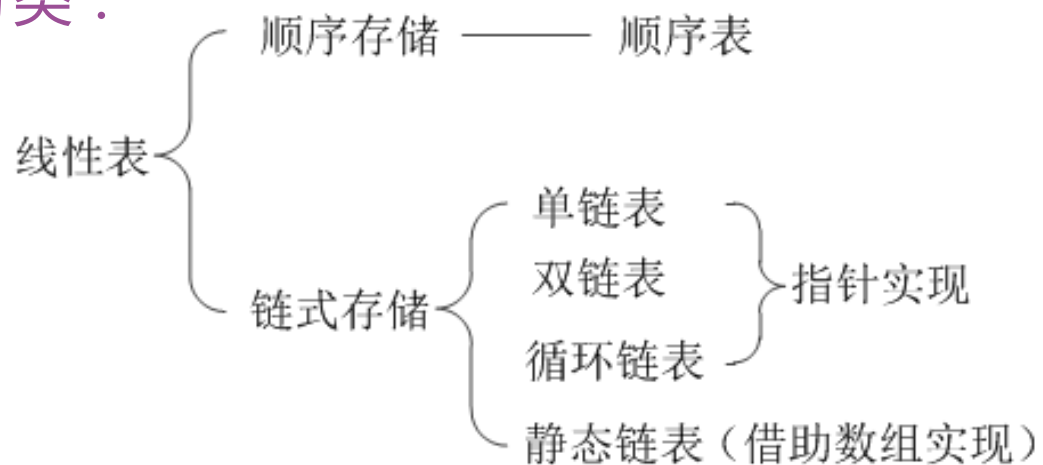 类：
顺序存储 顺序表
线性表
单链表
双链表
指针实现
链式存储
循环链表
静态链表（借助数组实现）